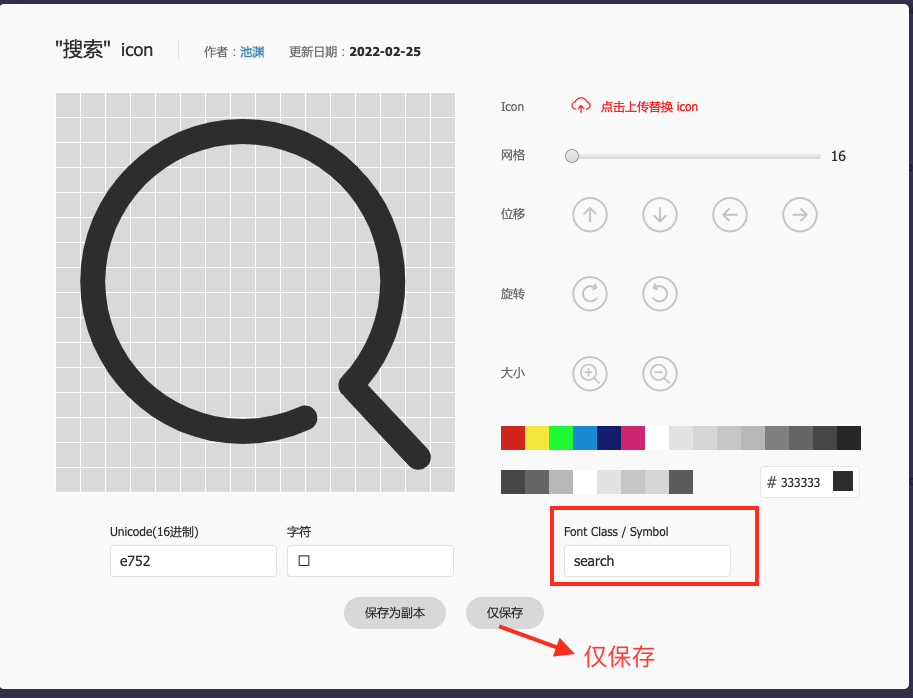 "搜索" icon 作者：池渊 更新日期：2022-02-25
Icon 点击上传替换 icon
网格 16
位移
旋转
大小
# 333333
Unicode(16进制) 字符 Font Class / Symbol
e752 search
保存为副本 仅保存
仅保存